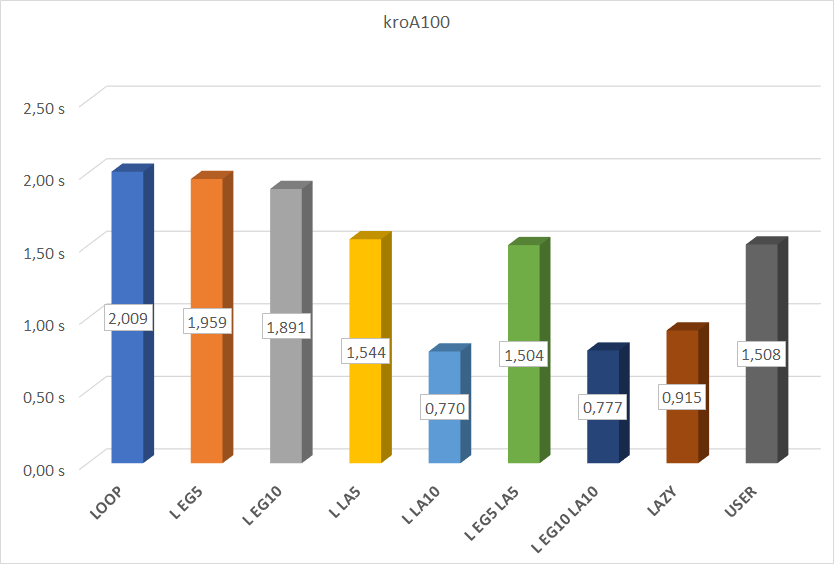 kroA100
2,50 s
2,00 s
1,50 s
1,00 s
0,50 s
0,00 s
2,009
1,959
1,891
1,544
0,770
1,504
0,777
0,915
1,508
LOOP
L EG5
L EG10
L LA5
L LA10
L EG5 LA5
L EG10 LA10
LAZY
USER